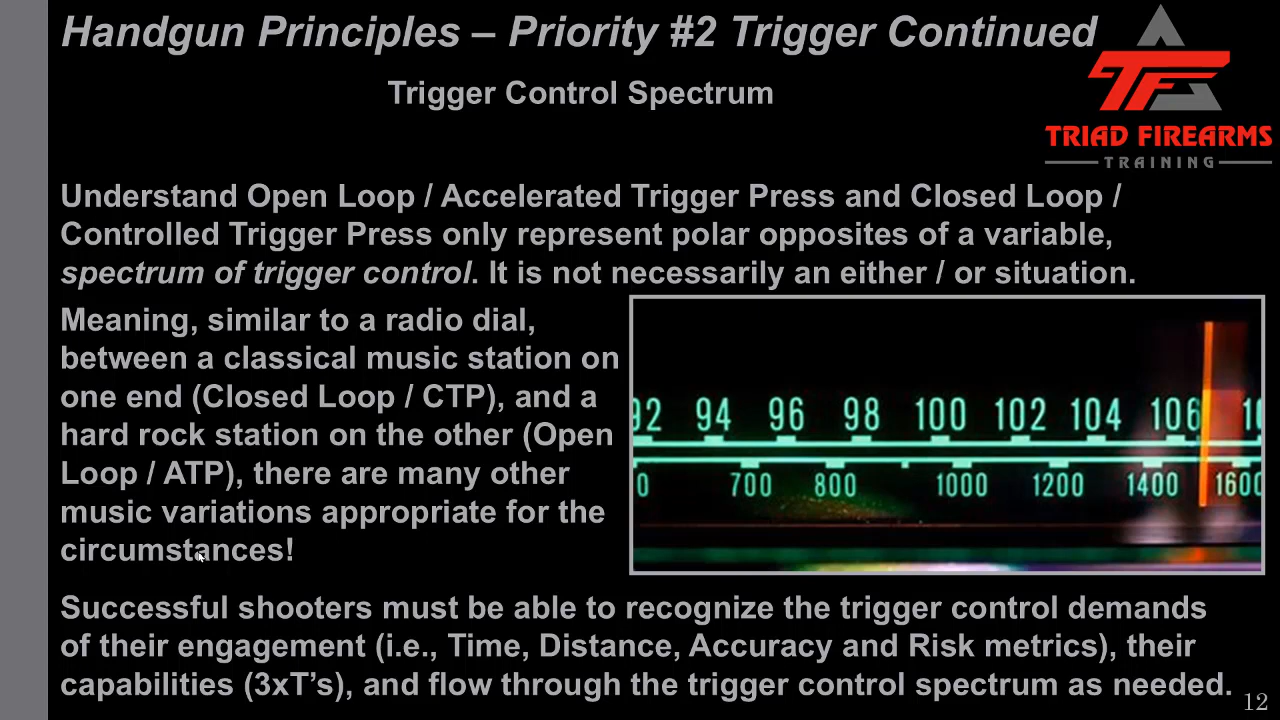 Handgun Principles – Priority #2 Trigger Continued
Trigger Control Spectrum
TRIAD FIREARMS
TRAINING
Understand Open Loop / Accelerated Trigger Press and Closed Loop /
Controlled Trigger Press only represent polar opposites of a variable,
spectrum of trigger control. It is not necessarily an either / or situation.
Meaning, similar to a radio dial,
between a classical music station on
one end (Closed Loop / CTP), and a
hard rock station on the other (Open
Loop / ATP), there are many other
music variations appropriate for the
circumstances!
92 94 96 98 100 102 104 106
700 800 1000 1200 1400 1600
Successful shooters must be able to recognize the trigger control demands
of their engagement (i.e., Time, Distance, Accuracy and Risk metrics), their
capabilities (3xT’s), and flow through the trigger control spectrum as needed.
12